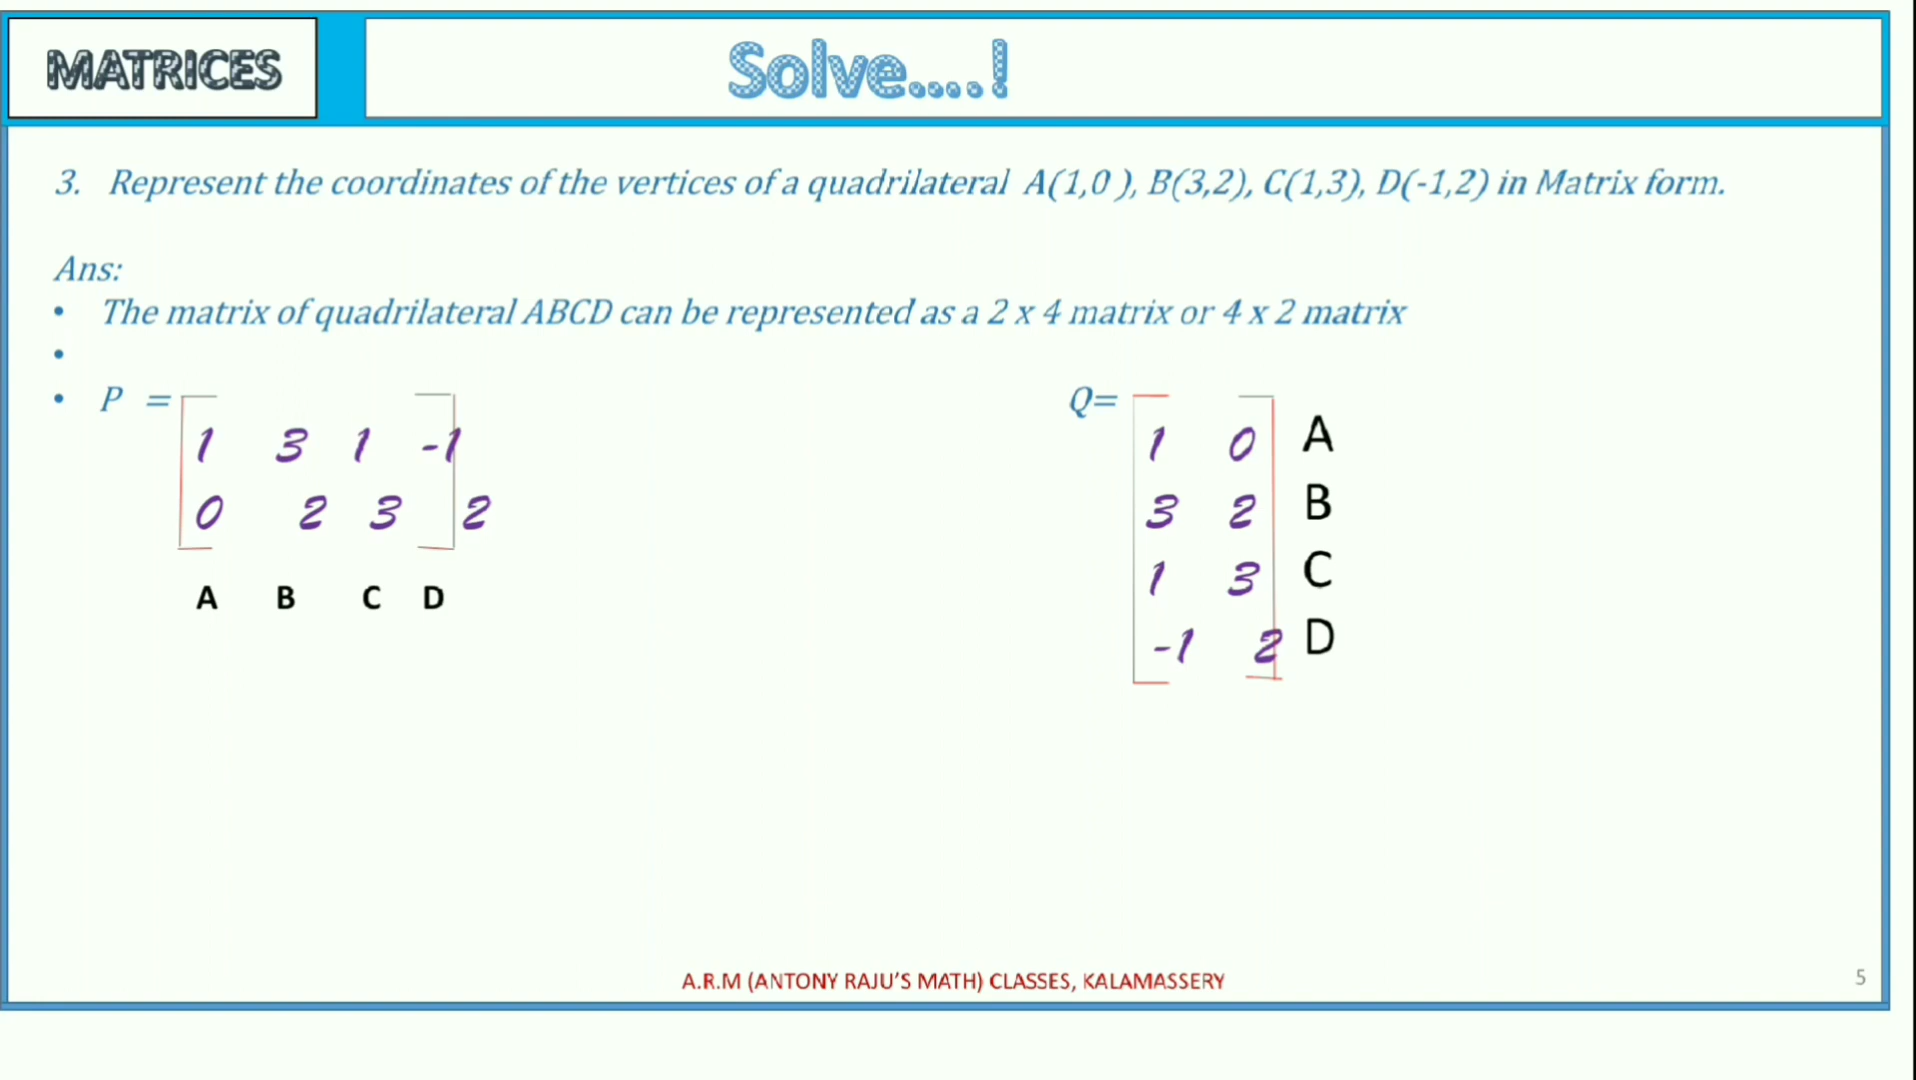 MATRICES
Solve....!
3. Represent the coordinates of the vertices of a quadrilateral A(1,0 ), B(3,2), C(1,3), D(-1,2) in Matrix form.
Ans:
• The matrix of quadrilateral ABCD can be represented as a 2 x 4 matrix or 4 x 2 matrix
•
• P =
1 3 1 -1
0 2 3 2
A B C D
Q=
1 0 A
3 2 B
1 3 C
-1 2 D
A.R.M (ANTONY RAJU'S MATH) CLASSES, KALAMASSERY
5